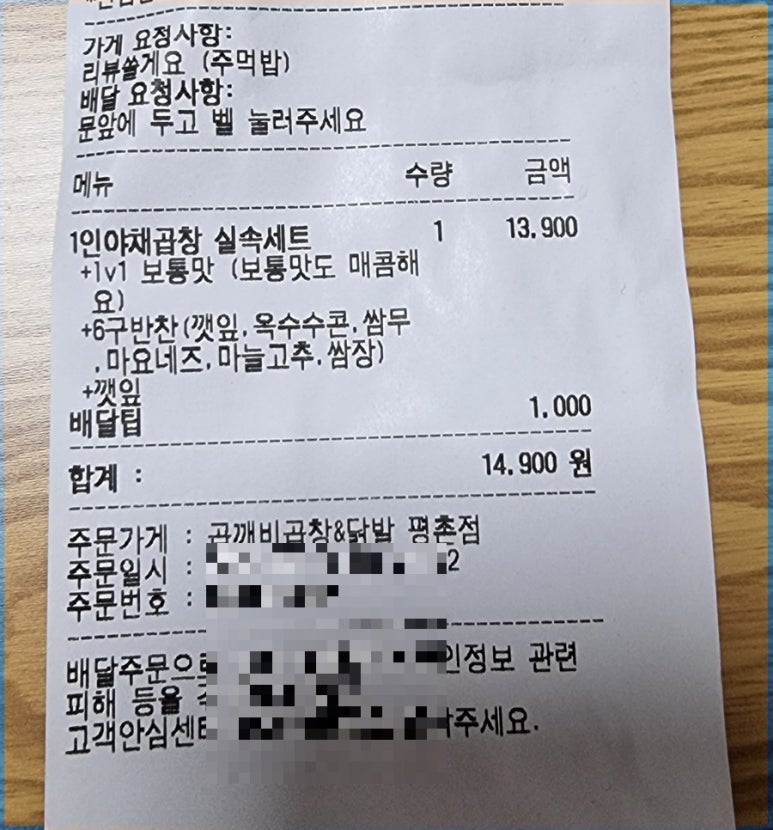 가게 요청사항:
리뷰쓸게요 (주먹밥)
배달 요청사항:
문앞에 두고 벨 눌러주세요
메뉴 수량 금액
1인야채곱창 실속세트 1 13.900
+1v1 보통맛 (보통맛도 매콤해
요)
+6구반찬(깻잎.옥수수콘.쌈무
.마요네즈.마늘고추.쌈장)
+깻잎
배달팁 1.000
합계 : 14.900 원
주문가게 : 곱깨비곱창&닭발 평촌점
주문일시 : 2
주문번호 :
배달주문으로 관련
피해 등을
고객안심센터 주세요.